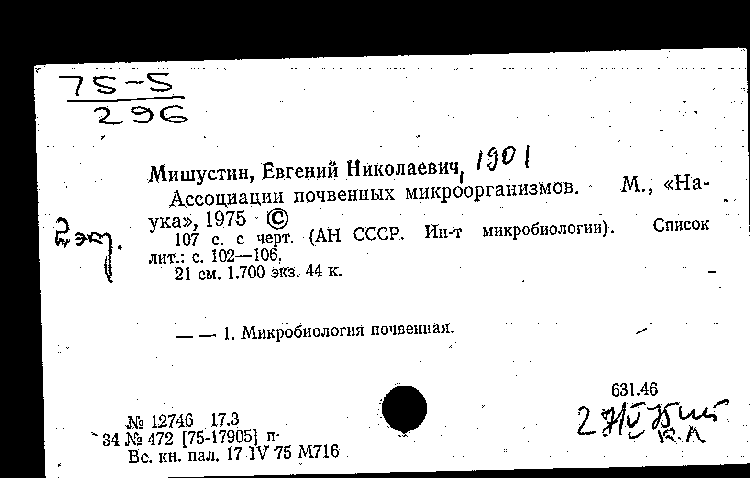 75-5
296
Мишустин, Евгений Николаевич, 1901
Ассоциации почвенных микроорганизмов. М., «На-
ука», 1975 ©
2 экз.
107 с. с черт. (АН СССР. Ин-т микробиологии). Список
лит.: с. 102—106.
21 см. 1.700 экз. 44 к.
— — 1. Микробиология почвенная.
631.46
№ 12746 17.3
34 № 472 [75-17905] п
Вс. кн. пал. 17 IV 75 М716